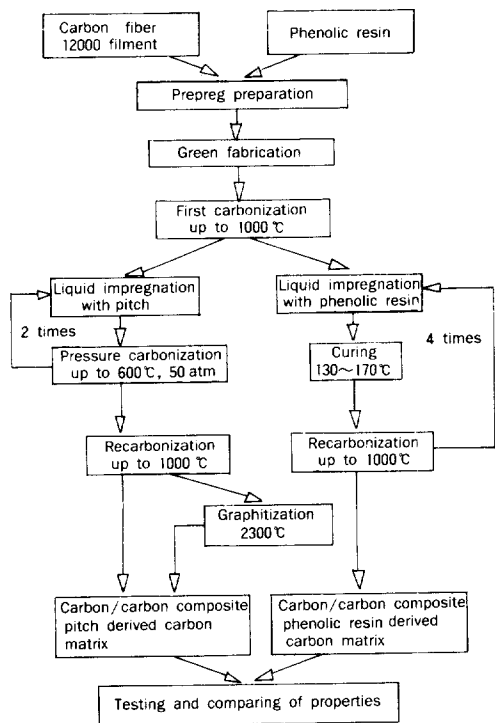 Carbon fiber
12000 filment
Phenolic resin
Prepreg preparation
Green fabrication
First carbonization
up to 1000℃
Liquid impregnation
with pitch
Liquid impregnation
with phenolic resin
2 times
4 times
Pressure carbonization
up to 600℃, 50 atm
Curing
130～170℃
Recarbonization
up to 1000℃
Recarbonization
up to 1000℃
Graphitization
2300℃
Carbon/carbon composite
pitch derived carbon
matrix
Carbon/carbon composite
phenolic resin derived
carbon matrix
Testing and comparing of properties